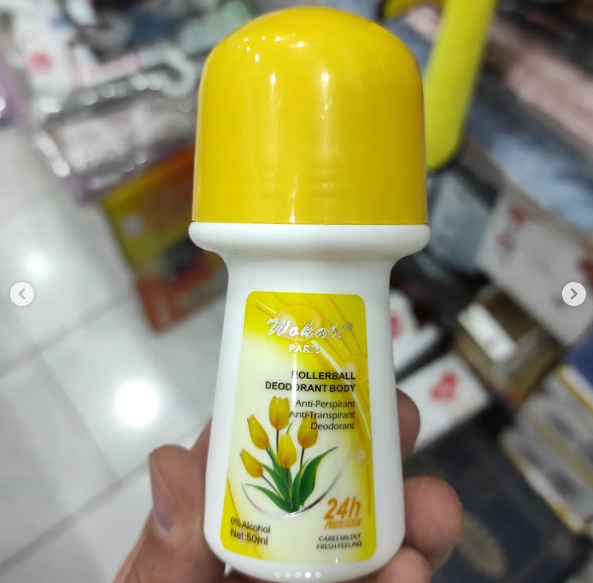 Wokali
PARIS
ROLLERBALL
DEODORANT BODY
Anti-Perspirant
Anti-Transpirant
Deodorant
24h
PROTECTION
0% Alcohol
Net:50ml
CARES MILDLY
FRESH FEELING